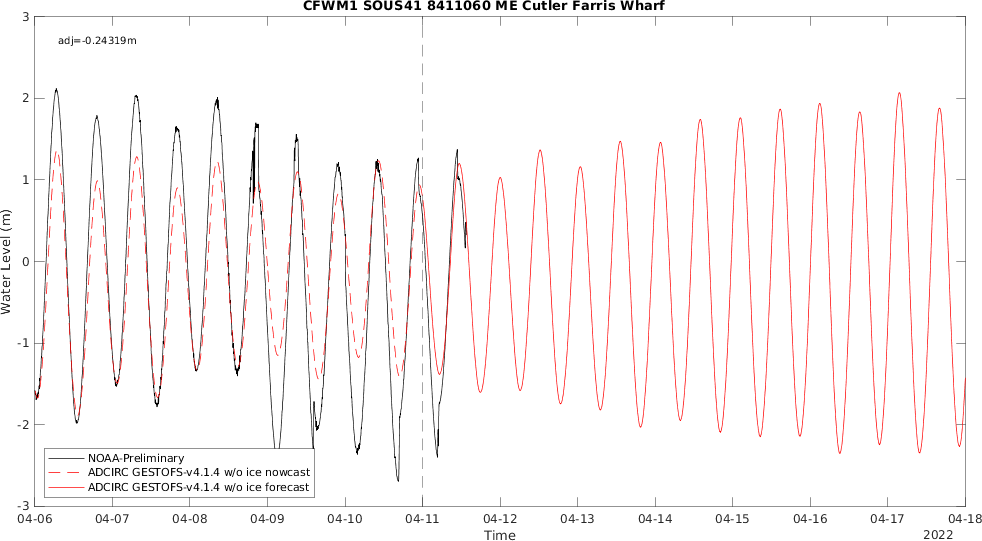 CFWM1 SOUS41 8411060 ME Cutler Farris Wharf
adj=-0.24319m
3
2
1
0
-1
-2
-3
Water Level (m)
NOAA-Preliminary
ADCIRC GESTOFS-v4.1.4 w/o ice nowcast
ADCIRC GESTOFS-v4.1.4 w/o ice forecast
04-06 04-07 04-08 04-09 04-10 04-11 04-12 04-13 04-14 04-15 04-16 04-17 04-18
Time
2022